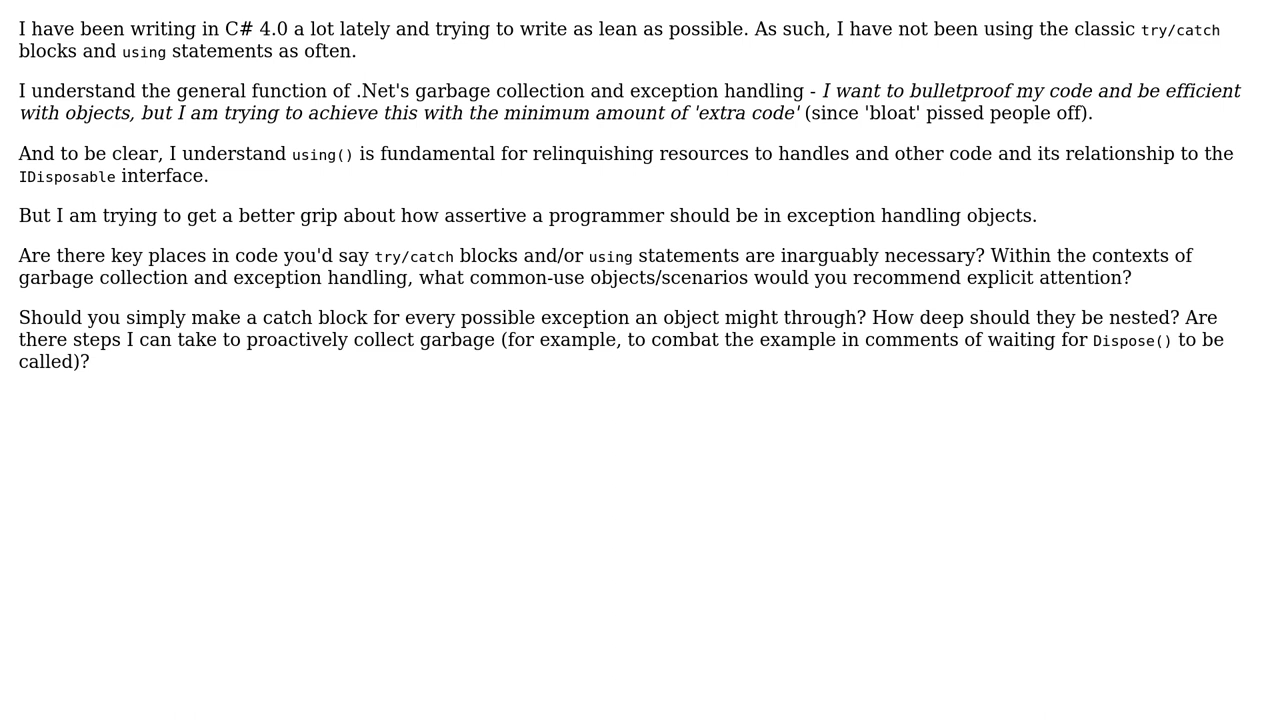 I have been writing in C# 4.0 a lot lately and trying to write as lean as possible. As such, I have not been using the classic try/catch
blocks and using statements as often.
I understand the general function of .Net's garbage collection and exception handling - I want to bulletproof my code and be efficient
with objects, but I am trying to achieve this with the minimum amount of 'extra code' (since 'bloat' pissed people off).
And to be clear, I understand using() is fundamental for relinquishing resources to handles and other code and its relationship to the
IDisposable interface.
But I am trying to get a better grip about how assertive a programmer should be in exception handling objects.
Are there key places in code you'd say try/catch blocks and/or using statements are inarguably necessary? Within the contexts of
garbage collection and exception handling, what common-use objects/scenarios would you recommend explicit attention?
Should you simply make a catch block for every possible exception an object might through? How deep should they be nested? Are
there steps I can take to proactively collect garbage (for example, to combat the example in comments of waiting for Dispose() to be
called)?